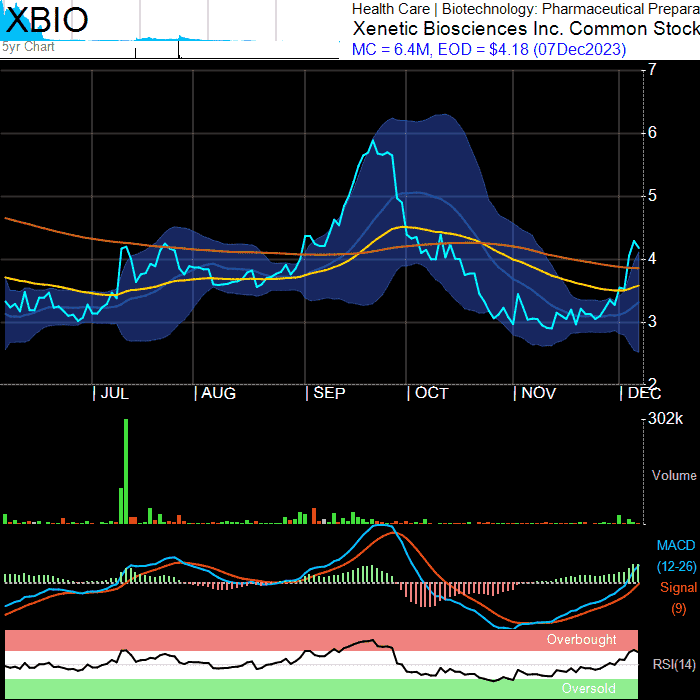 XBIO
5yr Chart
Health Care | Biotechnology: Pharmaceutical Prepara
Xenetic Biosciences Inc. Common Stock
MC = 6.4M, EOD = $4.18 (07Dec2023)
7
6
5
4
3
2
JUL AUG SEP OCT NOV DEC
302k
Volume
MACD
(12-26)
Signal
(9)
Overbought
RSI(14)
Oversold